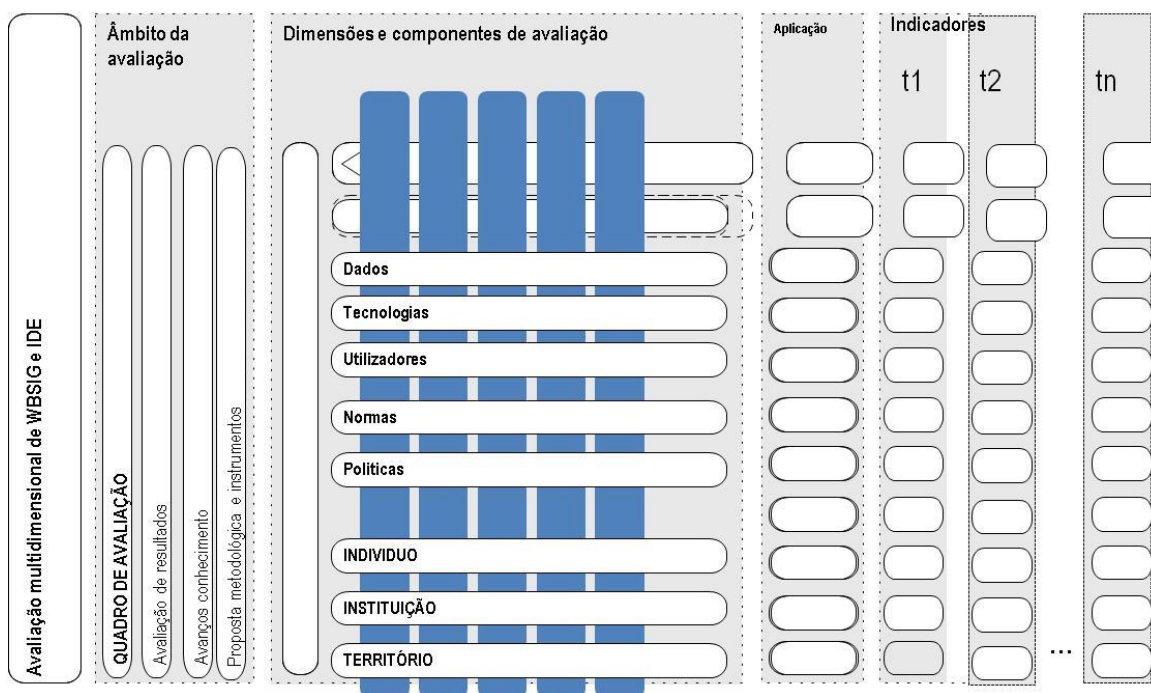 Avaliação multidimensional de WBSIG e IDE
Âmbito da
avaliação
QUADRO DE AVALIAÇÃO
Avaliação de resultados
Avanços conhecimento
Proposta metodológica e instrumentos
Dimensões e componentes de avaliação
Dados
Tecnologias
Utilizadores
Normas
Politicas
INDIVIDUO
INSTITUIÇÃO
TERRITÓRIO
Aplicação
Indicadores
t1
t2
tn
...